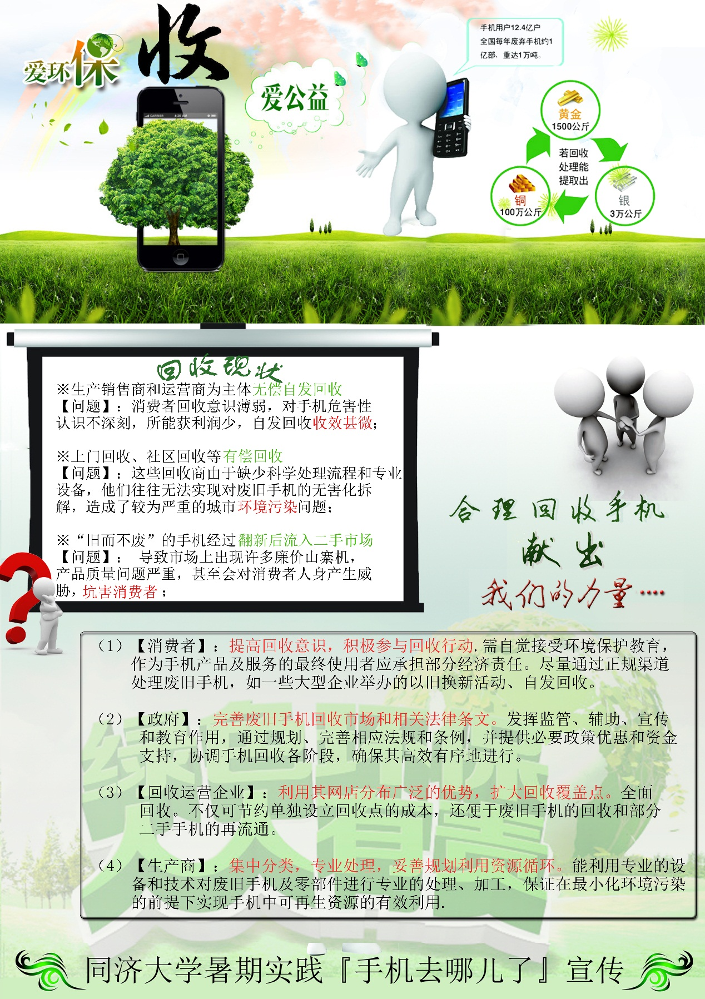 爱环保
收
爱公益
手机用户12.4亿户
全国每年废弃手机约1
亿部，重达1万吨。
CARRIER 4:20 AM
黄金
1500公斤
若回收
处理能
提取出
铜
100万公斤
银
3万公斤
回收现状
※生产销售商和运营商为主体无偿自发回收
【问题】：消费者回收意识薄弱，对手机危害性
认识不深刻，所能获利润少，自发回收收效甚微；
※上门回收、社区回收等有偿回收
【问题】：这些回收商由于缺少科学处理流程和专业
设备，他们往往无法实现对废旧手机的无害化拆
解，造成了较为严重的城市环境污染问题；
※“旧而不废”的手机经过翻新后流入二手市场
【问题】： 导致市场上出现许多廉价山寨机，
产品质量问题严重，甚至会对消费者人身产生威
胁，坑害消费者；
合理回收手机
献出
我们的力量····
（1）【消费者】：提高回收意识，积极参与回收行动.需自觉接受环境保护教育，
作为手机产品及服务的最终使用者应承担部分经济责任。尽量通过正规渠道
处理废旧手机，如一些大型企业举办的以旧换新活动、自发回收。
（2）【政府】：完善废旧手机回收市场和相关法律条文。发挥监管、辅助、宣传
和教育作用，通过规划、完善相应法规和条例，并提供必要政策优惠和资金
支持，协调手机回收各阶段，确保其高效有序地进行。
（3）【回收运营企业】：利用其网店分布广泛的优势，扩大回收覆盖点。全面
回收。不仅可节约单独设立回收点的成本，还便于废旧手机的回收和部分
二手手机的再流通。
（4）【生产商】：集中分类，专业处理，妥善规划利用资源循环。能利用专业的设
备和技术对废旧手机及零部件进行专业的处理、加工，保证在最小化环境污染
的前提下实现手机中可再生资源的有效利用.
同济大学暑期实践『手机去哪儿了』宣传